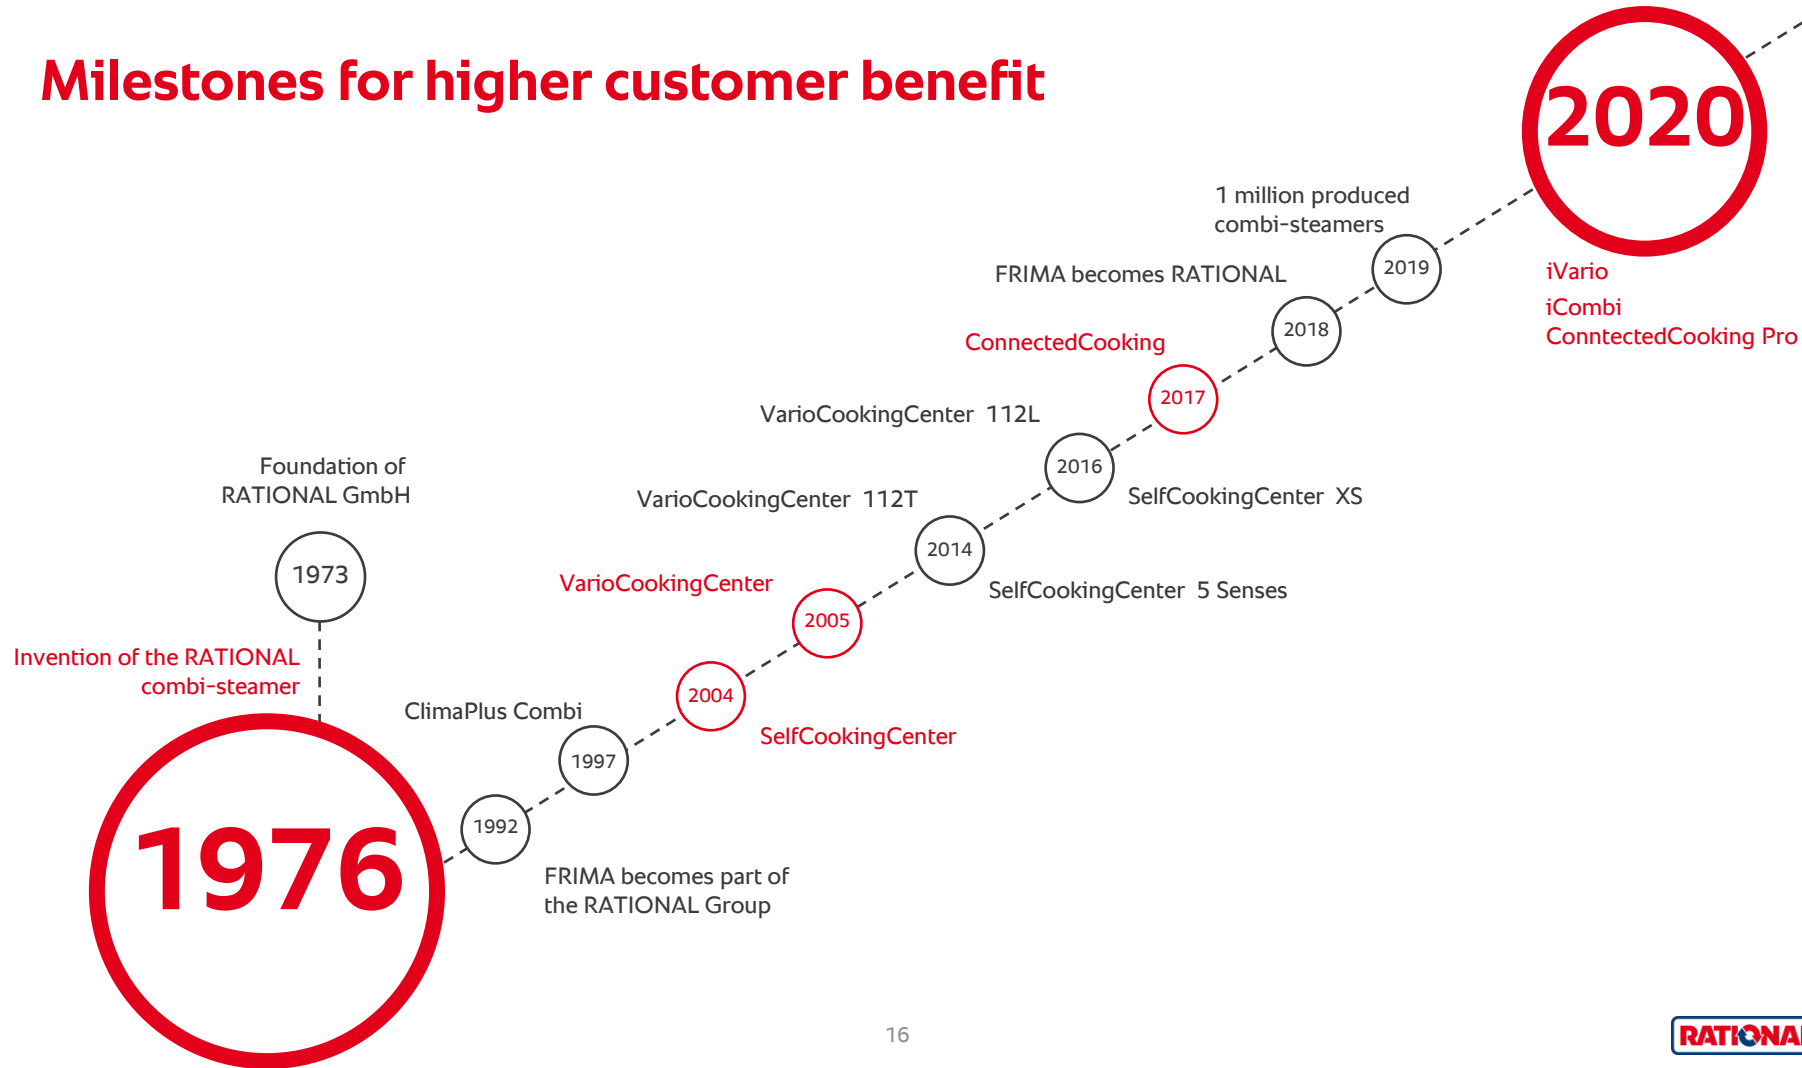 Milestones for higher customer benefit
2020
iVario
iCombi
ConntectedCooking Pro
1 million produced
combi-steamers
2019
FRIMA becomes RATIONAL
2018
ConnectedCooking
2017
VarioCookingCenter 112L
2016
SelfCookingCenter XS
VarioCookingCenter 112T
2014
SelfCookingCenter 5 Senses
VarioCookingCenter
2005
2004
SelfCookingCenter
Foundation of
RATIONAL GmbH
1973
Invention of the RATIONAL
combi-steamer
1976
ClimaPlus Combi
1997
1992
FRIMA becomes part of
the RATIONAL Group
16
RATIONAL